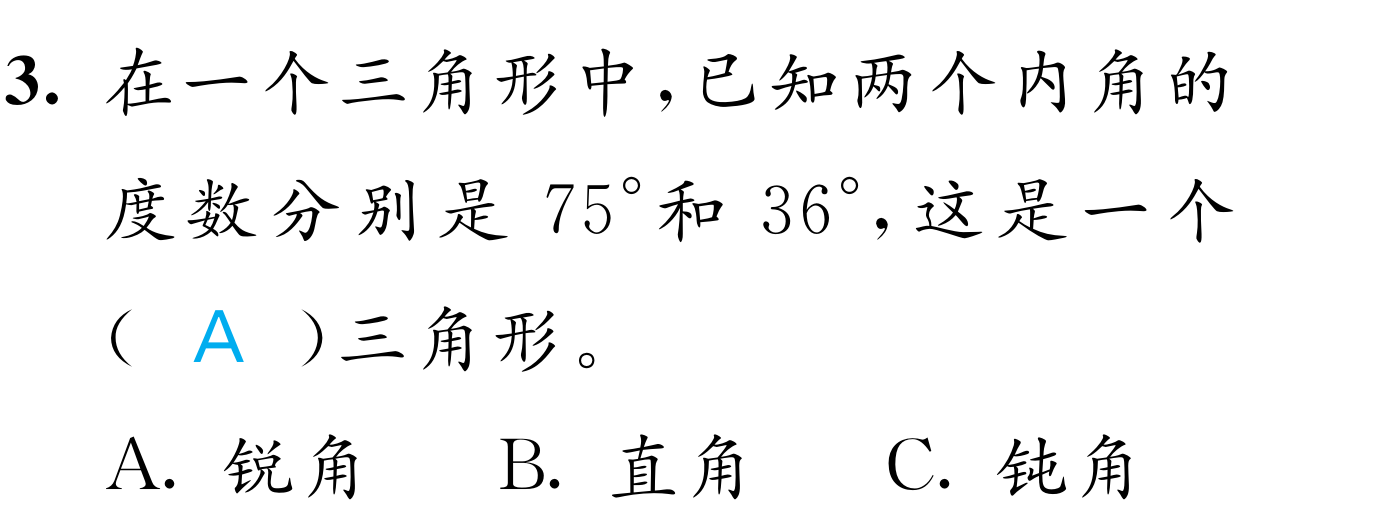 3. 在一个三角形中,已知两个内角的
度数分别是 75°和 36°,这是一个
( A )三角形。
A. 锐角 B. 直角 C. 钝角